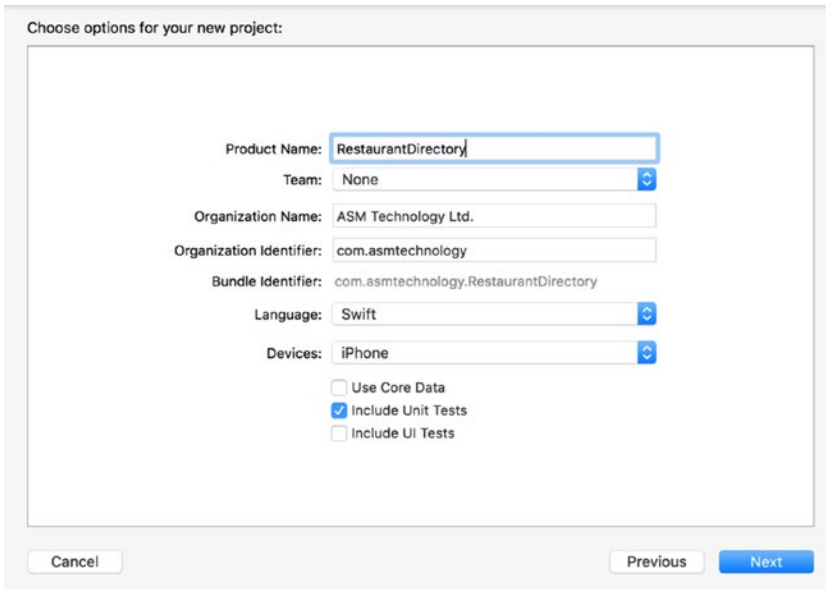 Choose options for your new project:
Product Name: RestaurantDirectory
Team: None
Organization Name: ASM Technology Ltd.
Organization Identifier: com.asmtechnology
Bundle Identifier: com.asmtechnology.RestaurantDirectory
Language: Swift
Devices: iPhone
Use Core Data
Include Unit Tests
Include UI Tests
Cancel Previous Next